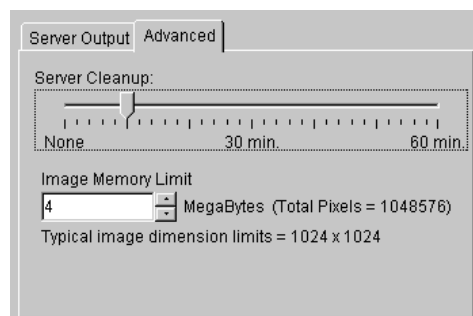 Server Output Advanced
Server Cleanup:
None 30 min. 60 min.
Image Memory Limit
4 MegaBytes (Total Pixels = 1048576)
Typical image dimension limits = 1024 x 1024